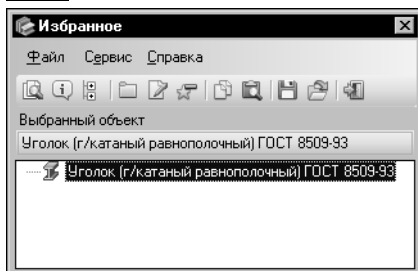 Избранное
Файл Сервис Справка
Выбранный объект
Уголок (г/катаный равнополочный) ГОСТ 8509-93
Уголок (г/катаный равнополочный) ГОСТ 8509-93